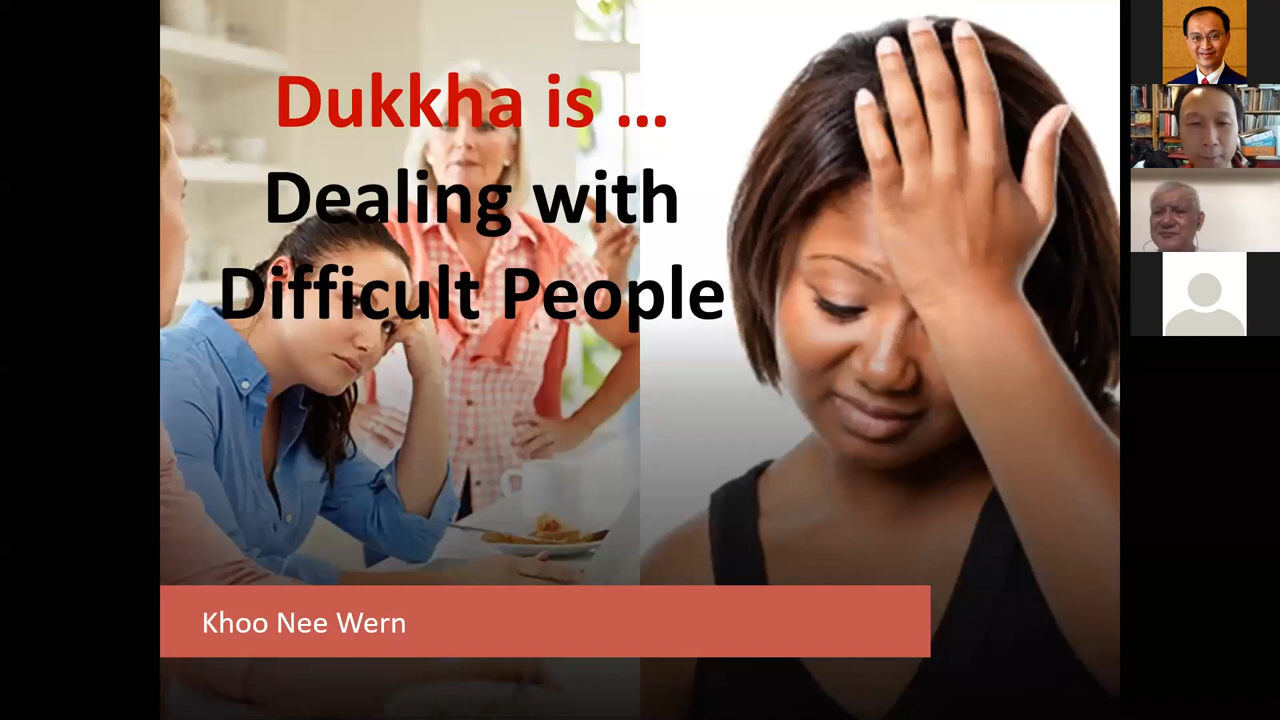 Dukkha is ...
Dealing with
Difficult People
Khoo Nee Wern